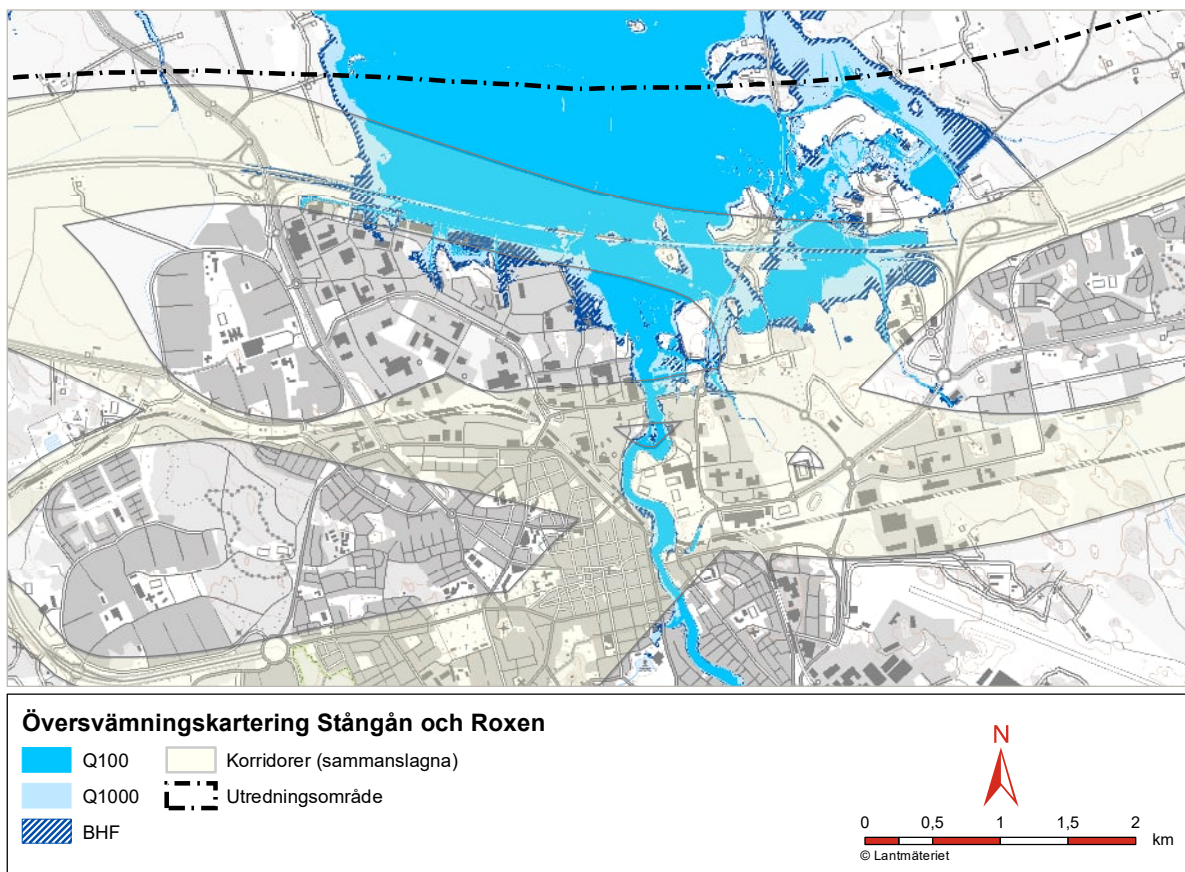 Översvämningskartering Stångån och Roxen
Q100
Korridorer (sammanslagna)
Q1000
Utredningsområde
BHF
N
0 0,5 1 1,5 2
km
© Lantmäteriet